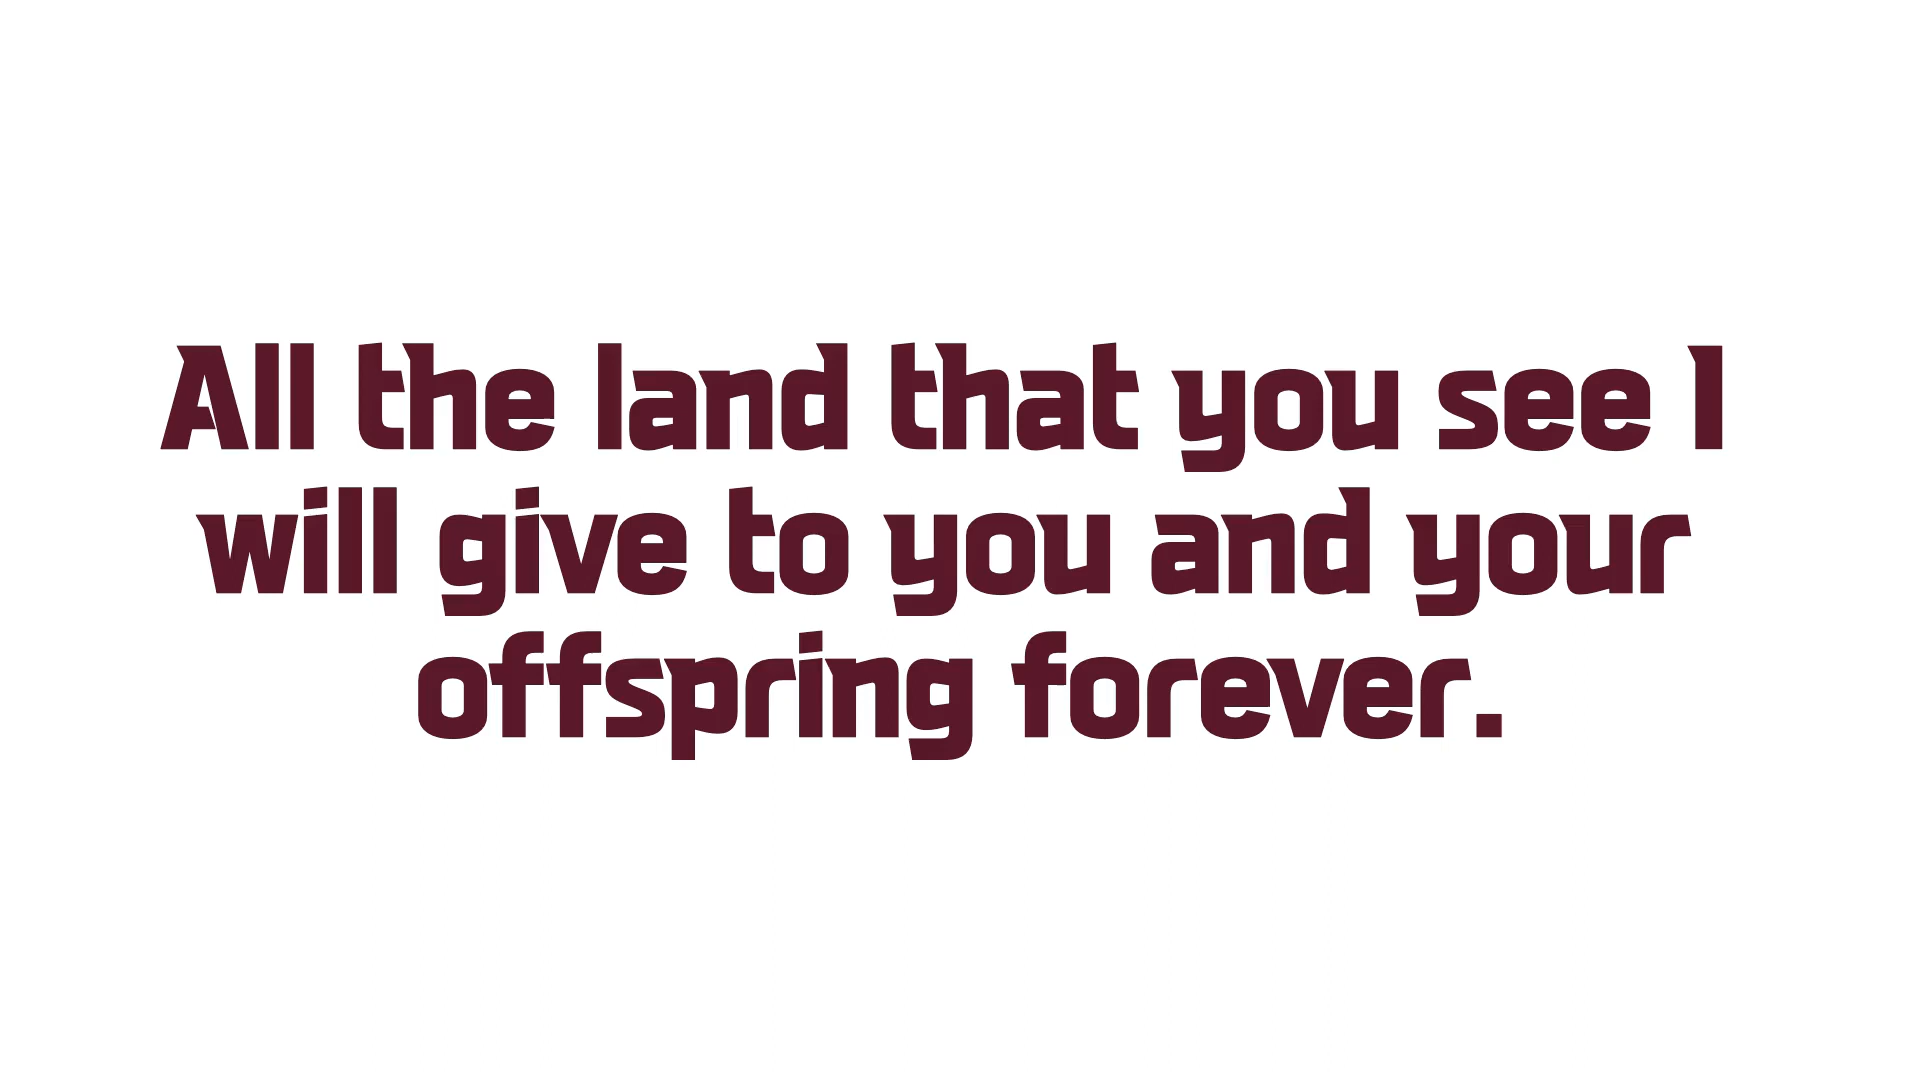 All the land that you see I
will give to you and your
offspring forever.